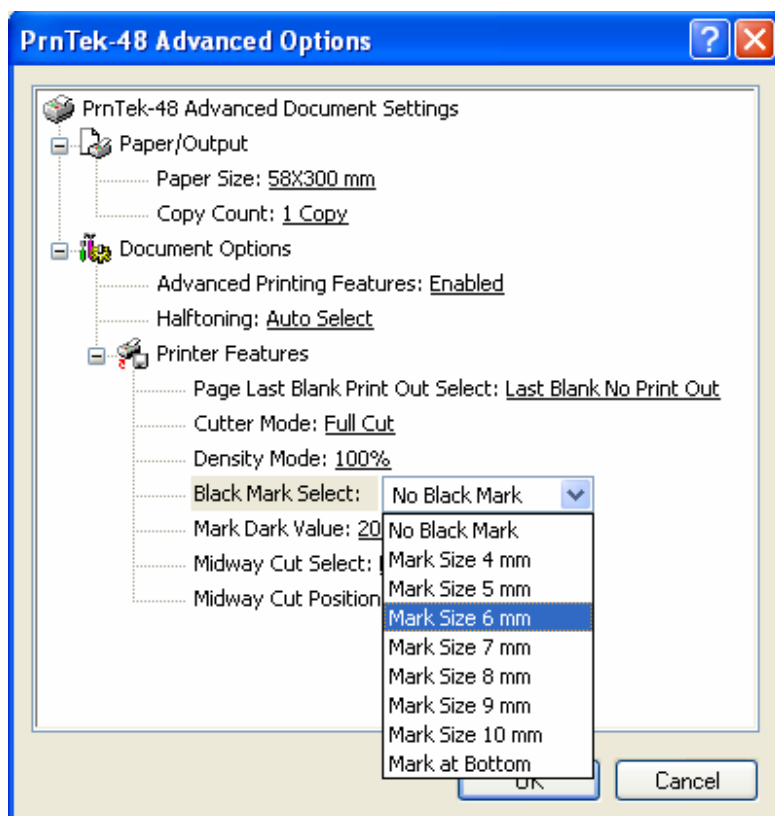 PrnTek-48 Advanced Options
PrnTek-48 Advanced Document Settings
Paper/Output
Paper Size: 58X300 mm
Copy Count: 1 Copy
Document Options
Advanced Printing Features: Enabled
Halftoning: Auto Select
Printer Features
Page Last Blank Print Out Select: Last Blank No Print Out
Cutter Mode: Full Cut
Density Mode: 100%
Black Mark Select: No Black Mark
Mark Dark Value: 20
Midway Cut Select:
Midway Cut Position
No Black Mark
Mark Size 4 mm
Mark Size 5 mm
Mark Size 6 mm
Mark Size 7 mm
Mark Size 8 mm
Mark Size 9 mm
Mark Size 10 mm
Mark at Bottom
OK
Cancel